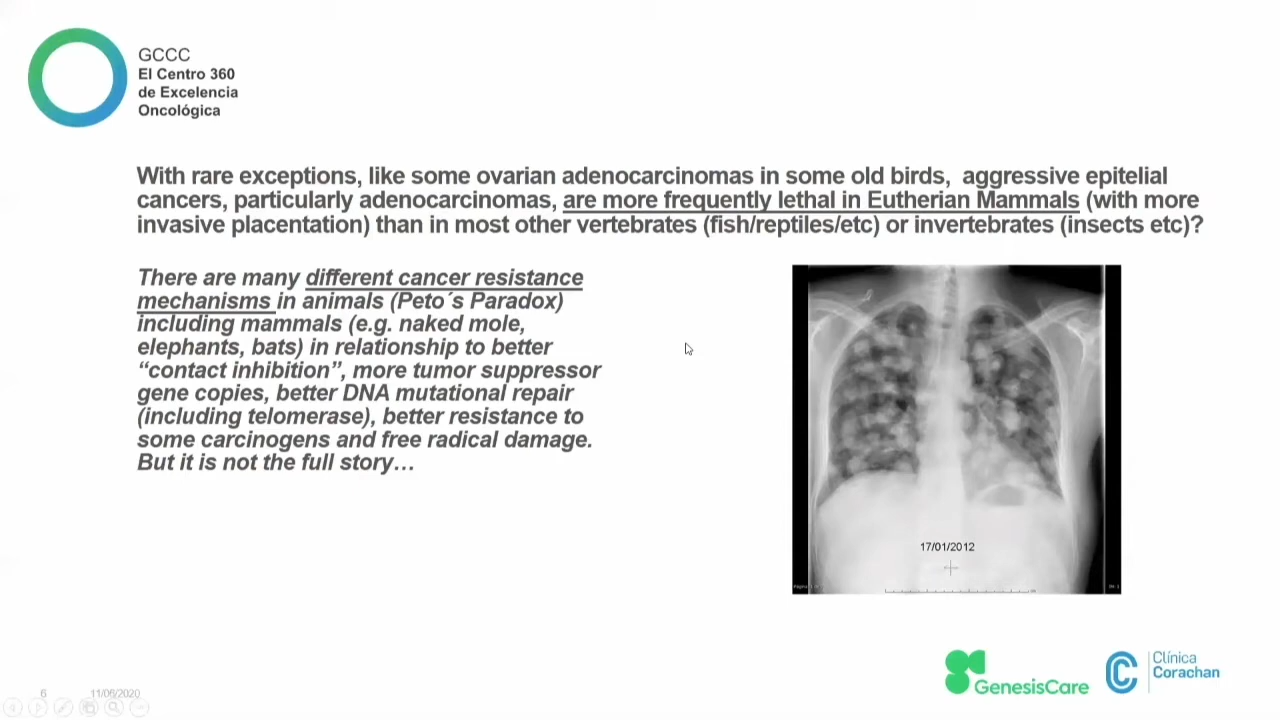 GCCC
El Centro 360
de Excelencia
Oncológica
With rare exceptions, like some ovarian adenocarcinomas in some old birds,  aggressive epitelial
cancers, particularly adenocarcinomas, are more frequently lethal in Eutherian Mammals (with more
invasive placentation) than in most other vertebrates (fish/reptiles/etc) or invertebrates (insects etc)?
There are many different cancer resistance
mechanisms in animals (Peto´s Paradox)
including mammals (e.g. naked mole,
elephants, bats) in relationship to better
“contact inhibition”, more tumor suppressor
gene copies, better DNA mutational repair
(including telomerase), better resistance to
some carcinogens and free radical damage.
But it is not the full story…
17/01/2012
GenesisCare
Clínica
Corachan
6
11/06/2020